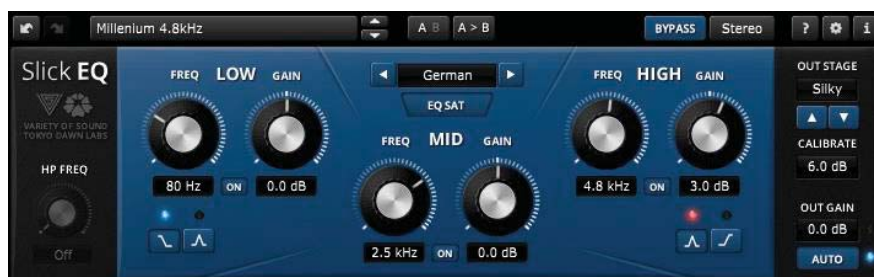 Millenium 4.8kHz
A B
A > B
BYPASS
Stereo
?
i
Slick EQ
VARIETY OF SOUND
TOKYO DAWN LABS
HP FREQ
Off
FREQ LOW GAIN
80 Hz ON 0.0 dB
German
EQ SAT
FREQ MID GAIN
2.5 kHz ON 0.0 dB
FREQ HIGH GAIN
4.8 kHz ON 3.0 dB
OUT STAGE
Silky
CALIBRATE
6.0 dB
OUT GAIN
0.0 dB
AUTO